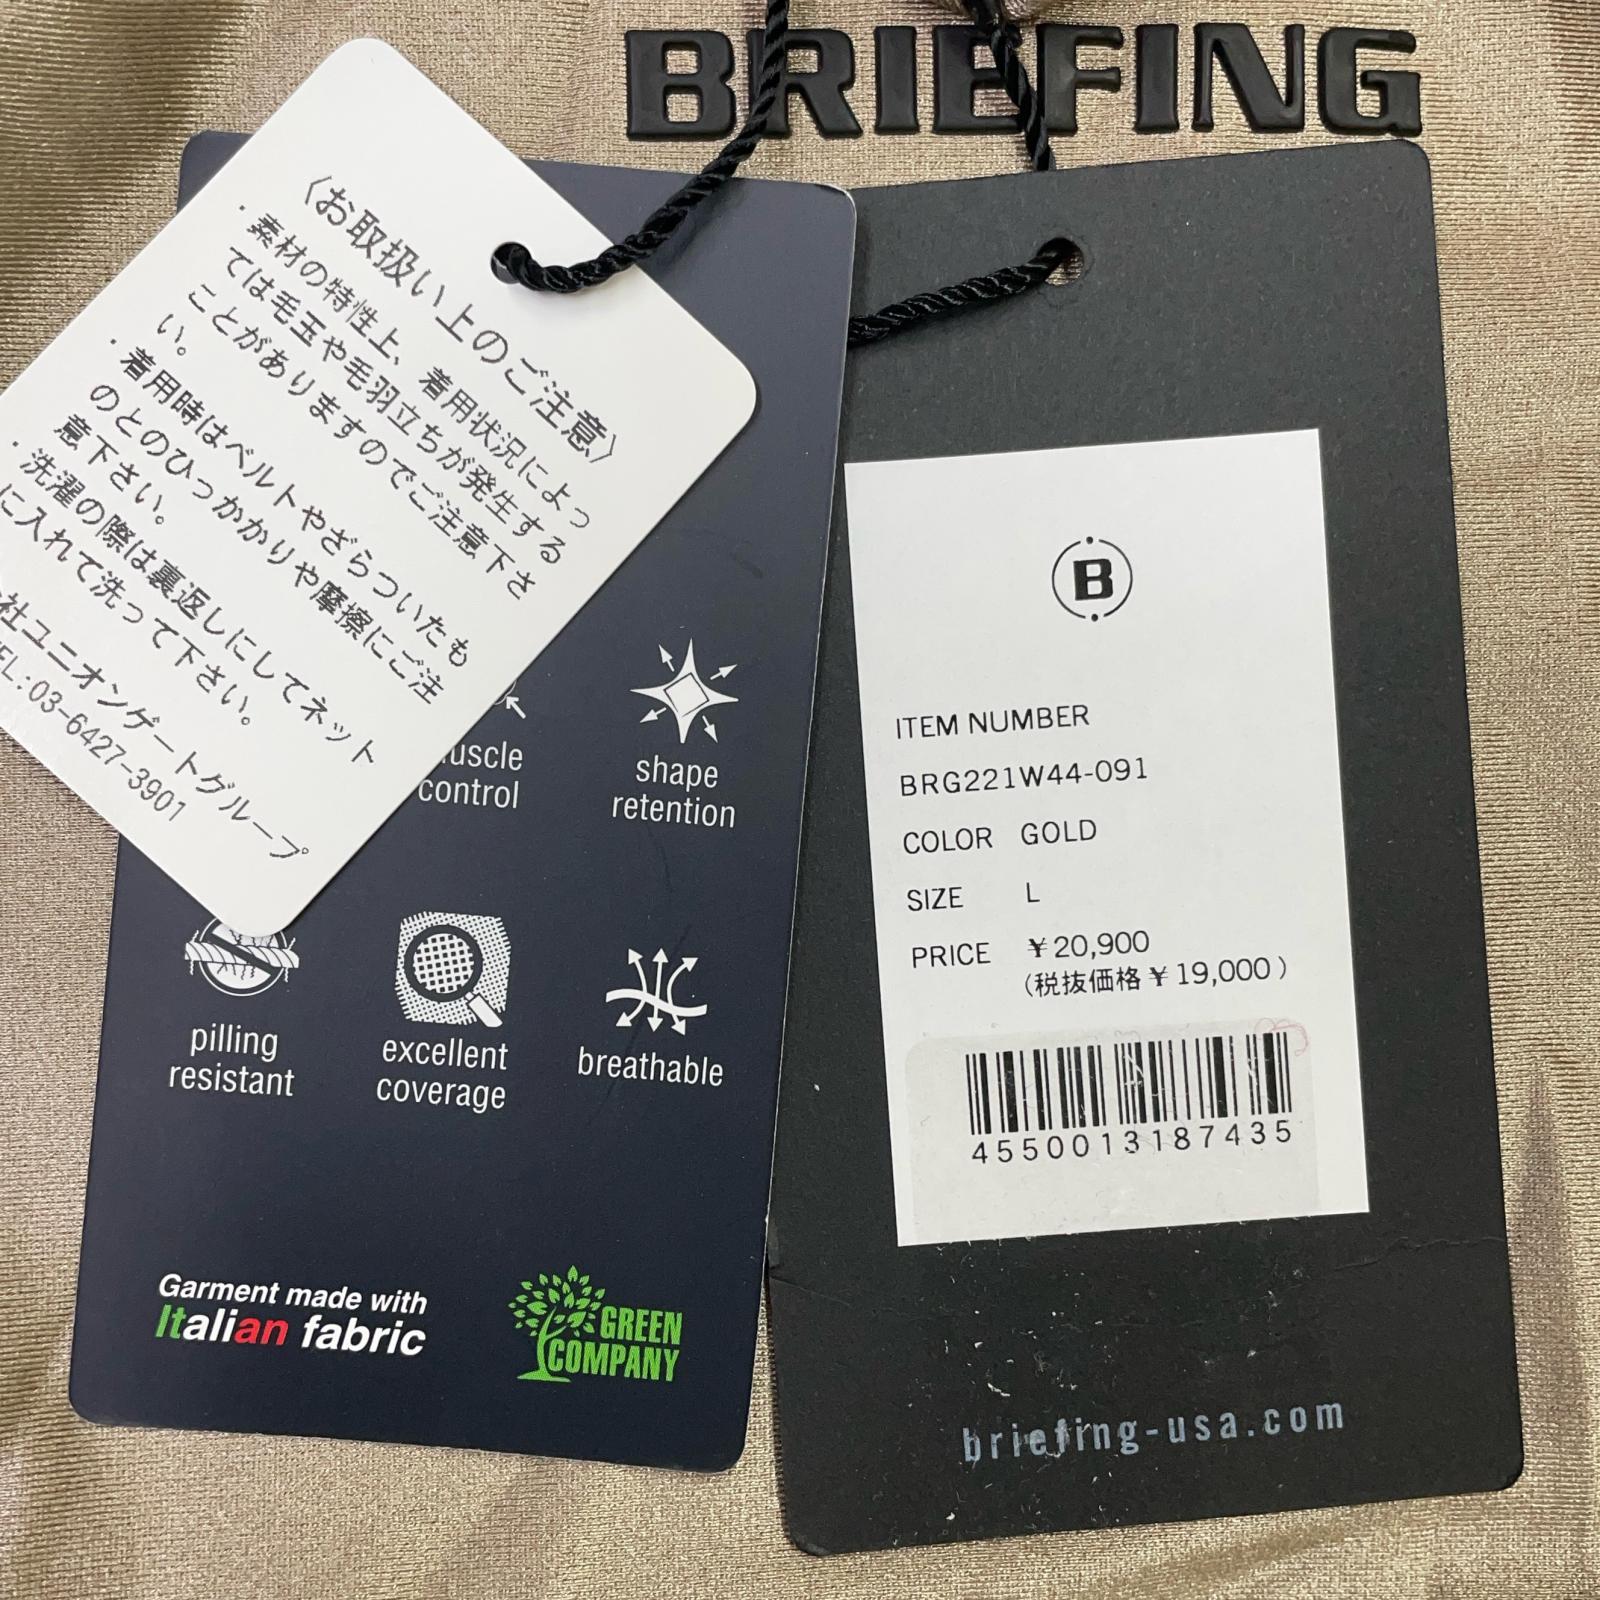 BRIEFING
〈お取扱い上のご注意〉
・素材の特性上、着用状況によっ
ては毛玉や毛羽立ちが発生する
ことがありますのでご注意下さ
い。
・着用時はベルトやざらついたも
のとのひっかかりや摩擦にご注
意下さい。
・洗濯の際は裏返しにしてネット
に入れて洗って下さい。
社ユニオンゲートグループ
EL:03-6427-3901
control
shape
retention
pilling
resistant
excellent
coverage
breathable
Garment made with
Italian fabric
GREEN
COMPANY
B
ITEM NUMBER
BRG221W44-091
COLOR GOLD
SIZE L
PRICE ¥20,900
(税抜価格¥19,000)
4550013187435
briefing-usa.com